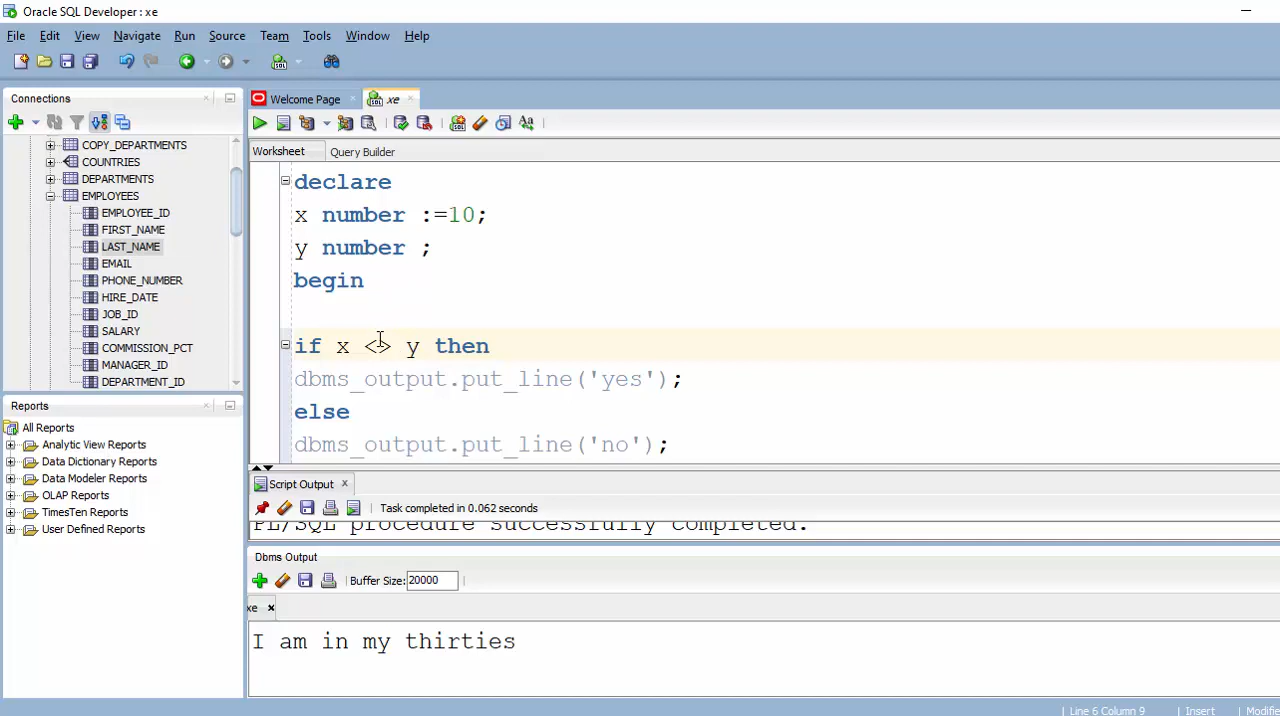 Oracle SQL Developer : xe
File Edit View Navigate Run Source Team Tools Window Help
Connections
COPY_DEPARTMENTS
COUNTRIES
DEPARTMENTS
EMPLOYEES
EMPLOYEE_ID
FIRST_NAME
LAST_NAME
EMAIL
PHONE_NUMBER
HIRE_DATE
JOB_ID
SALARY
COMMISSION_PCT
MANAGER_ID
DEPARTMENT_ID
Reports
All Reports
Analytic View Reports
Data Dictionary Reports
Data Modeler Reports
OLAP Reports
TimesTen Reports
User Defined Reports
Welcome Page xe
Worksheet Query Builder
declare
x number :=10;
y number ;
begin
if x <> y then
dbms_output.put_line('yes');
else
dbms_output.put_line('no');
Script Output
Task completed in 0.062 seconds
PL/SQL procedure successfully completed.
Dbms Output
Buffer Size: 20000
xe
I am in my thirties
Line 6 Column 9 Insert Modifie